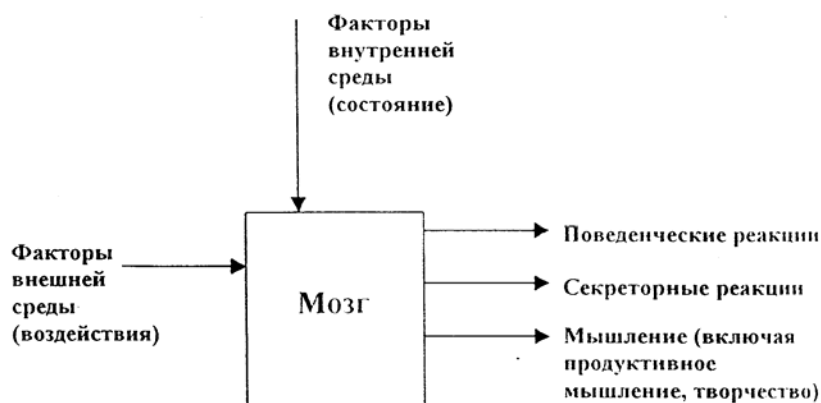 Факторы
внутренней
среды
(состояние)
Факторы
внешней
среды
(воздействия)
Мозг
Поведенческие реакции
Секреторные реакции
Мышление (включая
продуктивное
мышление, творчество)